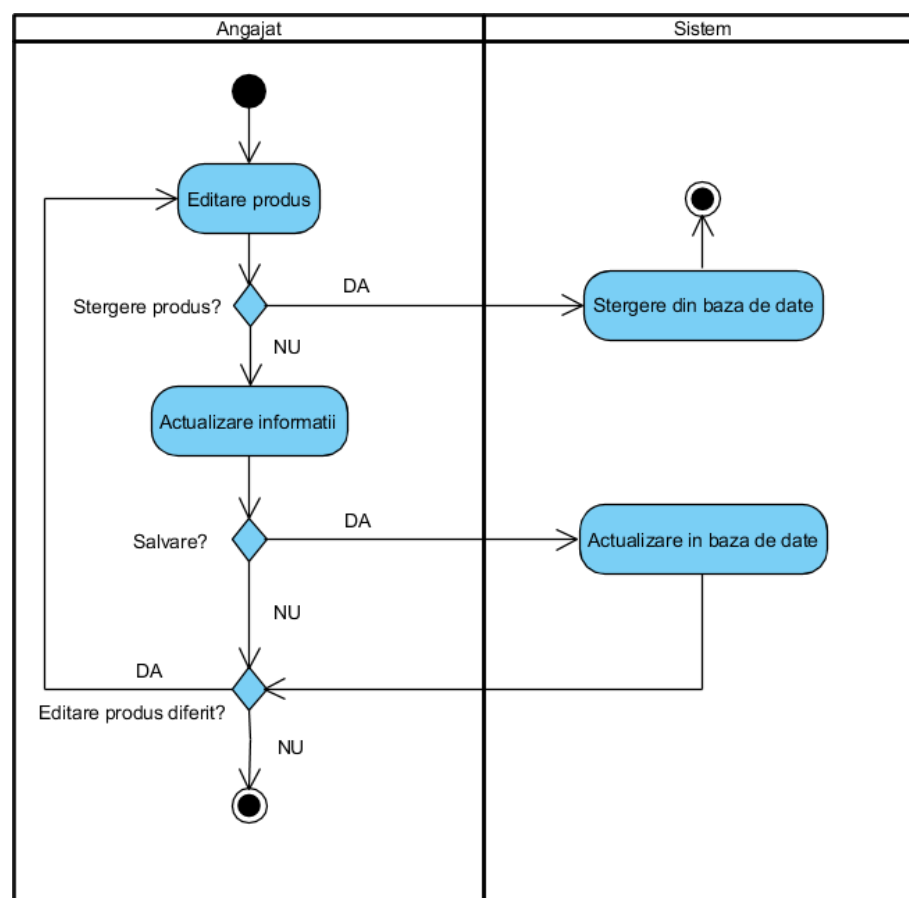 Angajat
Sistem
Editare produs
DA
Stergere produs?
Stergere din baza de date
NU
Actualizare informatii
DA
Salvare?
Actualizare in baza de date
NU
DA
Editare produs diferit?
NU